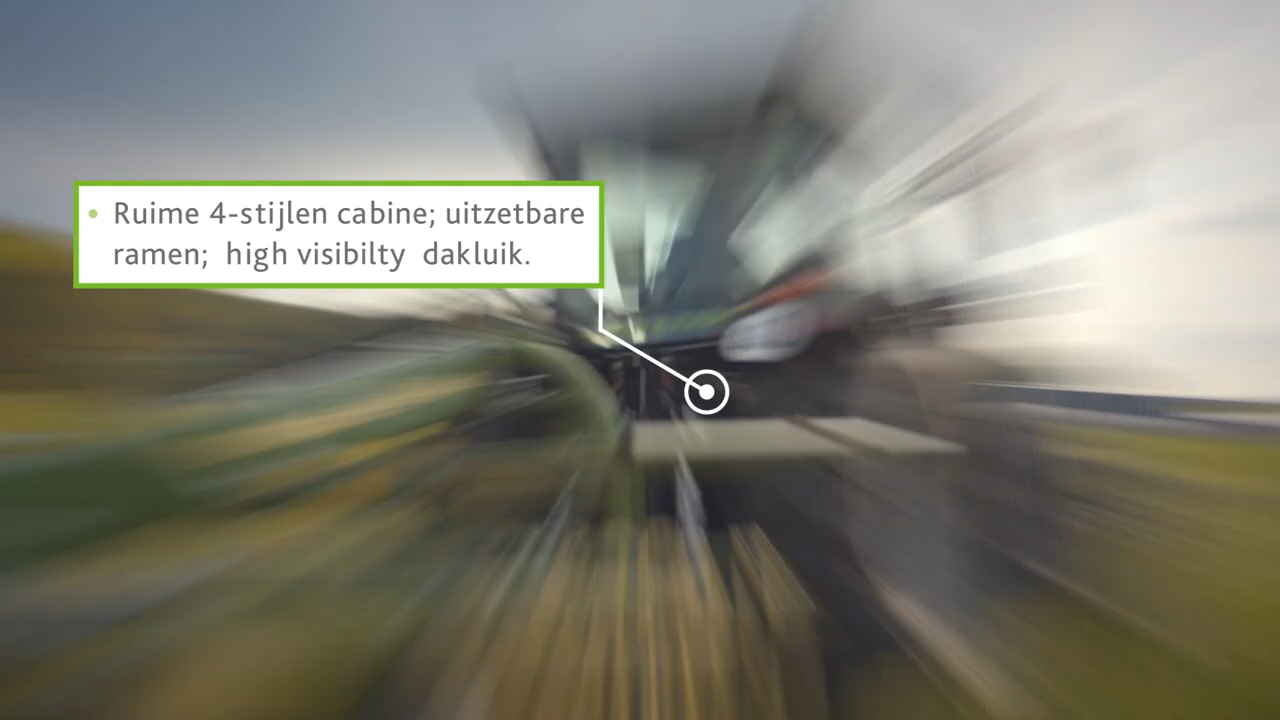 • Ruime 4-stijlen cabine; uitzetbare
ramen;  high visibilty  dakluik.